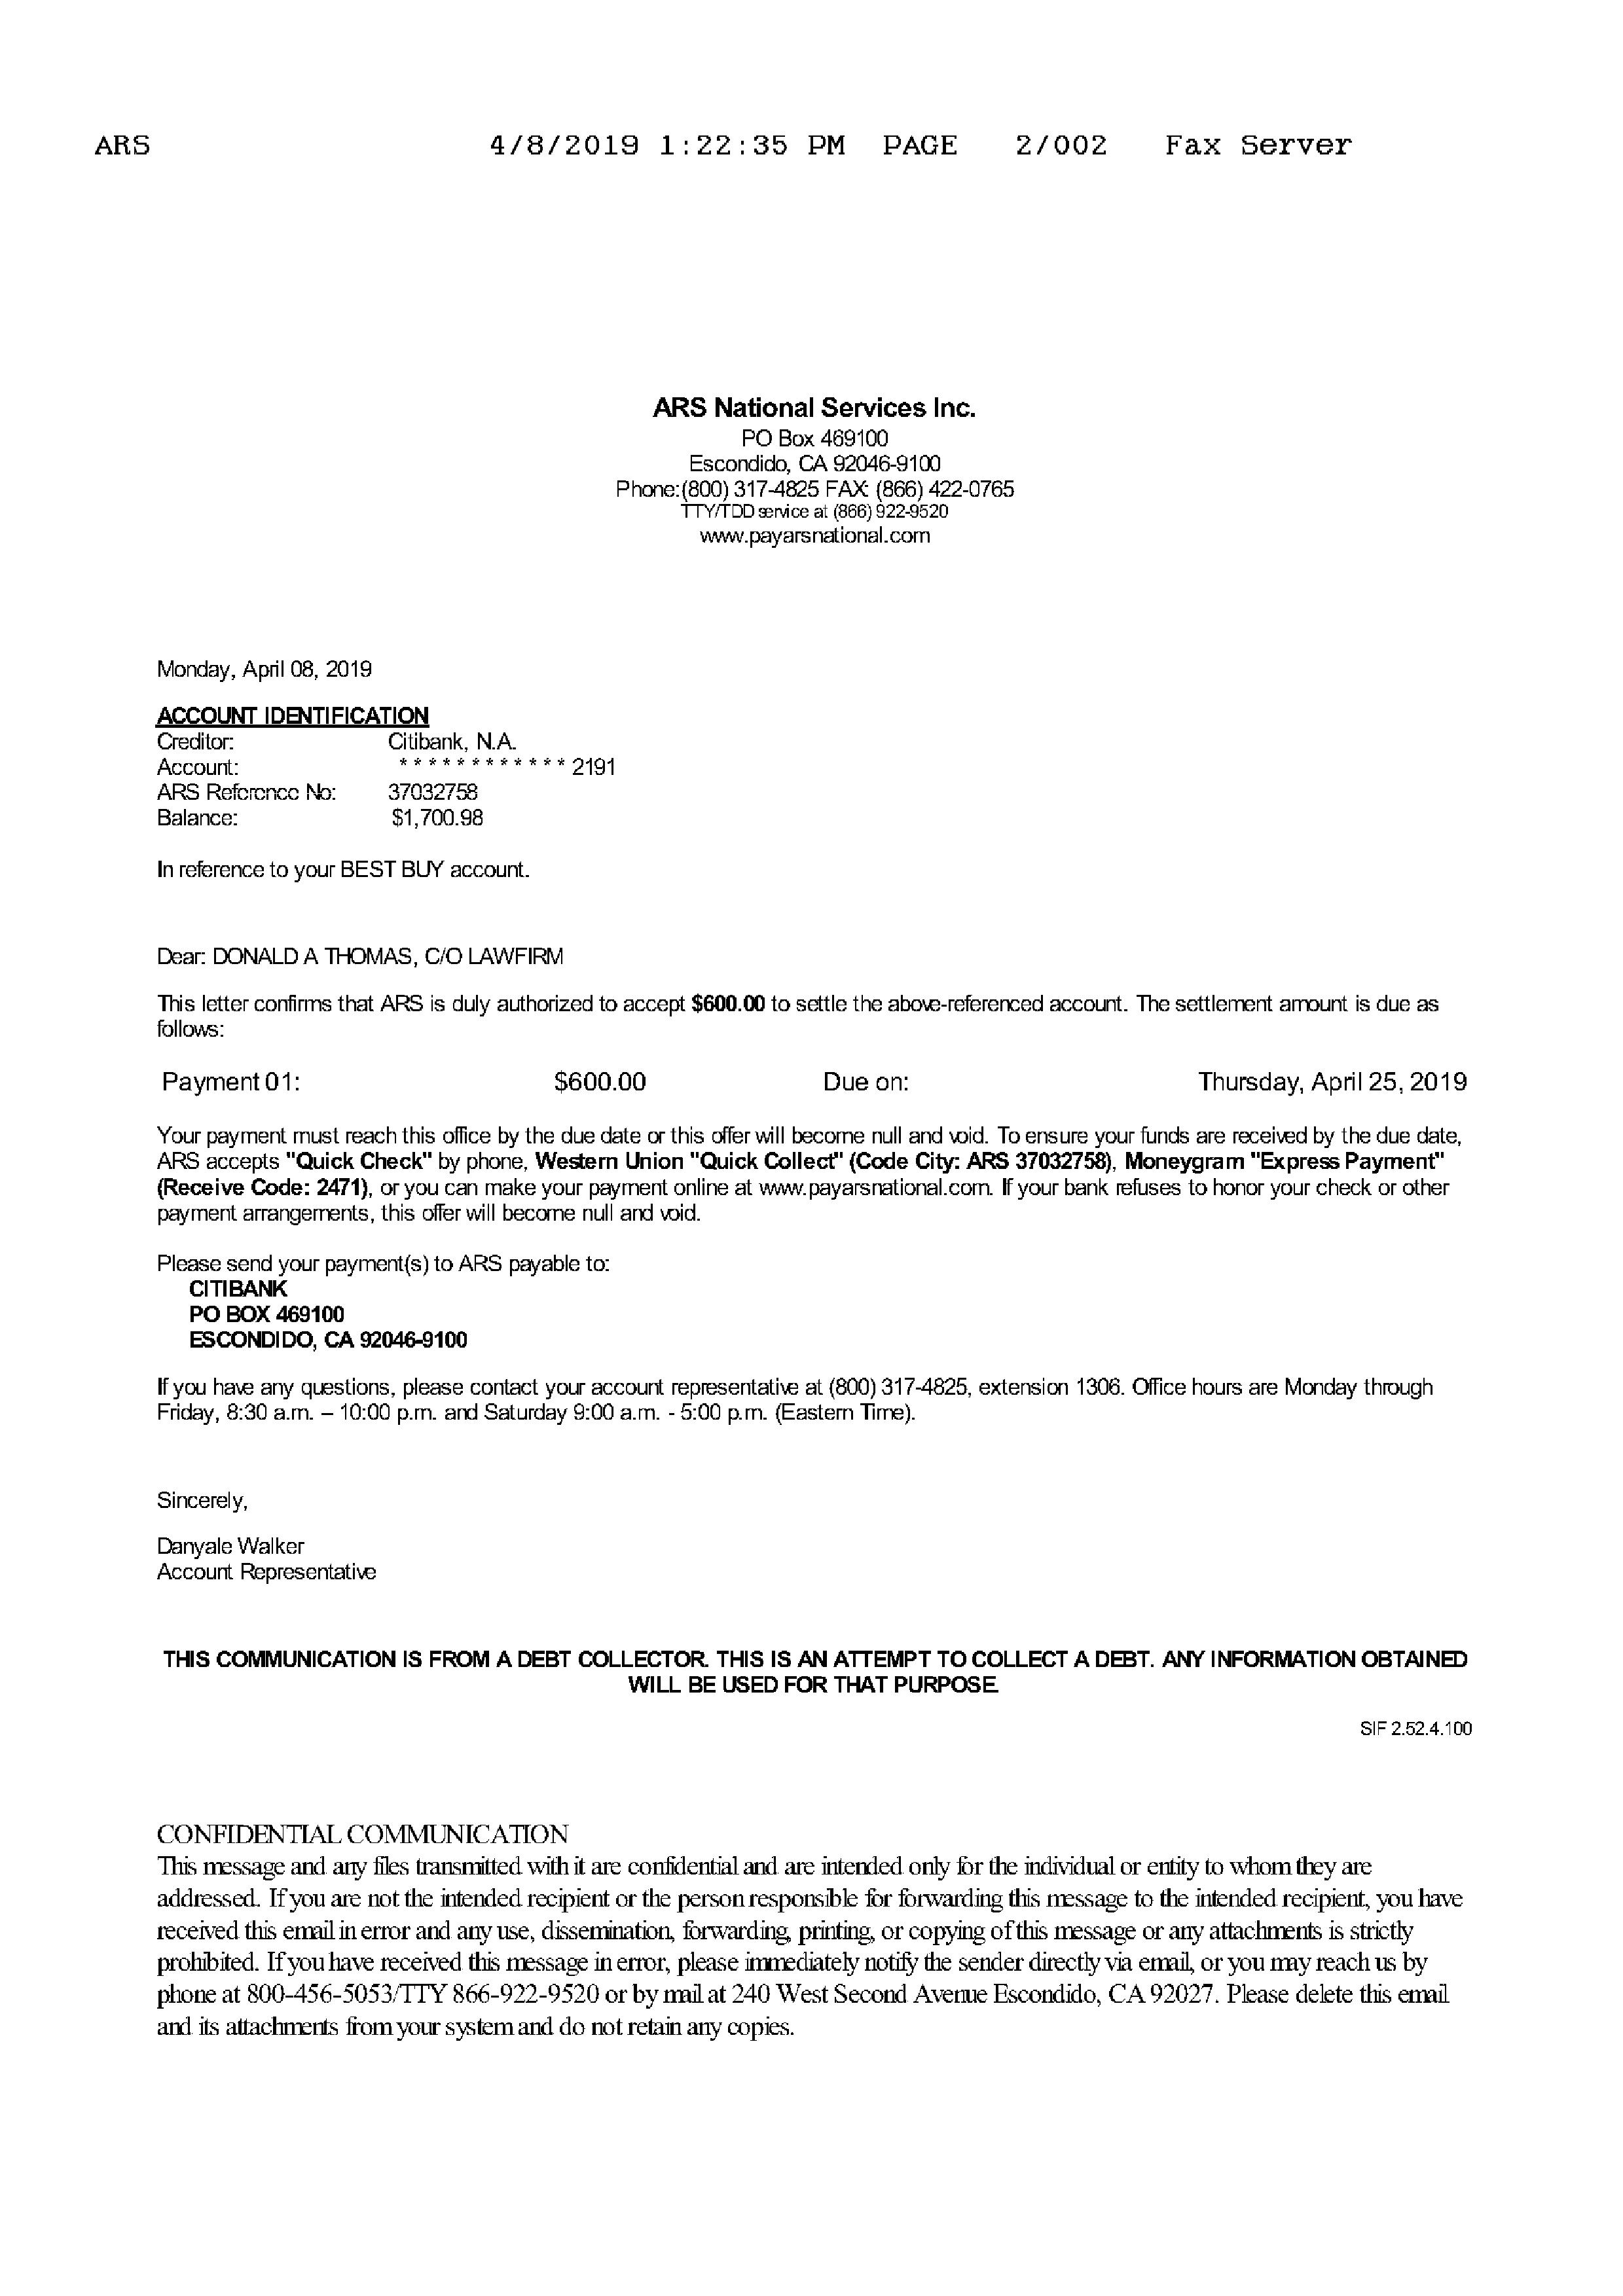 ARS 4/8/2019 1:22:35 PM PAGE 2/002 Fax Server
ARS National Services Inc.
PO Box 469100
Escondido, CA 92046-9100
Phone:(800) 317-4825 FAX: (866) 422-0765
TTY/TDD service at (866) 922-9520
www.payarsnational.com
Monday, April 08, 2019
ACCOUNT IDENTIFICATION
Creditor: Citibank, N.A.
Account: * * * * * * * * * * * * 2191
ARS Reference No: 37032758
Balance: $1,700.98
In reference to your BEST BUY account.
Dear: DONALD A THOMAS, C/O LAWFIRM
This letter confirms that ARS is duly authorized to accept $600.00 to settle the above-referenced account. The settlement amount is due as
follows:
Payment 01: $600.00 Due on: Thursday, April 25, 2019
Your payment must reach this office by the due date or this offer will become null and void. To ensure your funds are received by the due date,
ARS accepts "Quick Check" by phone, Western Union "Quick Collect" (Code City: ARS 37032758), Moneygram "Express Payment"
(Receive Code: 2471), or you can make your payment online at www.payarsnational.com. If your bank refuses to honor your check or other
payment arrangements, this offer will become null and void.
Please send your payment(s) to ARS payable to:
CITIBANK
PO BOX 469100
ESCONDIDO, CA 92046-9100
If you have any questions, please contact your account representative at (800) 317-4825, extension 1306. Office hours are Monday through
Friday, 8:30 a.m. – 10:00 p.m. and Saturday 9:00 a.m. - 5:00 p.m. (Eastern Time).
Sincerely,
Danyale Walker
Account Representative
THIS COMMUNICATION IS FROM A DEBT COLLECTOR. THIS IS AN ATTEMPT TO COLLECT A DEBT. ANY INFORMATION OBTAINED
WILL BE USED FOR THAT PURPOSE.
SIF 2.52.4.100
CONFIDENTIAL COMMUNICATION
This message and any files transmitted with it are confidential and are intended only for the individual or entity to whom they are
addressed. If you are not the intended recipient or the person responsible for forwarding this message to the intended recipient, you have
received this email in error and any use, dissemination, forwarding, printing, or copying of this message or any attachments is strictly
prohibited. If you have received this message in error, please immediately notify the sender directly via email, or you may reach us by
phone at 800-456-5053/TTY 866-922-9520 or by mail at 240 West Second Avenue Escondido, CA 92027. Please delete this email
and its attachments from your system and do not retain any copies.